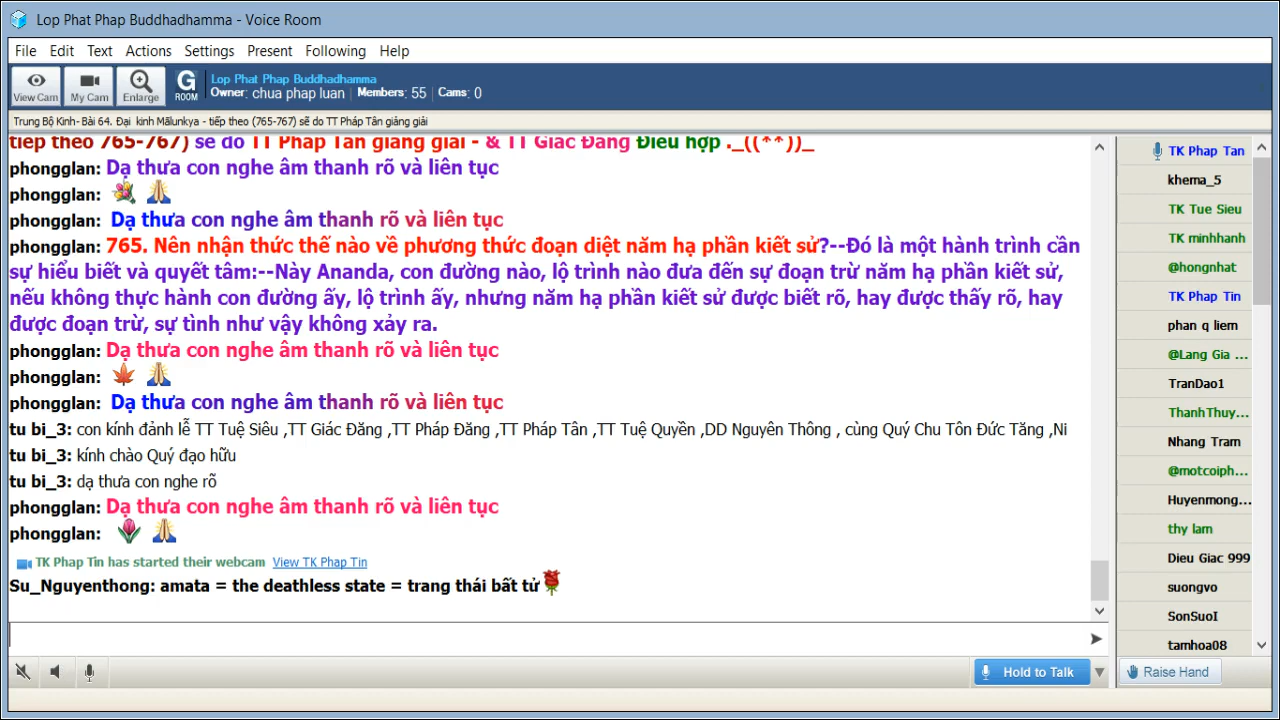 Lop Phat Phap Buddhadhamma - Voice Room
File Edit Text Actions Settings Present Following Help
View Cam My Cam Enlarge G ROOM
Lop Phat Phap Buddhadhamma
Owner: chua phap luan Members: 55 Cams: 0
Trung Bộ Kinh- Bài 64. Đại kinh Mãlunkya - tiếp theo (765-767) sẽ do TT Pháp Tân giảng giải
tiếp theo 765-767) sẽ do TT Pháp Tân giảng giải - & TT Giác Đẳng Điều hợp ._((**))_
phongglan: Dạ thưa con nghe âm thanh rõ và liên tục
phongglan:
phongglan: Dạ thưa con nghe âm thanh rõ và liên tục
phongglan: 765. Nên nhận thức thế nào về phương thức đoạn diệt năm hạ phần kiết sử?--Đó là một hành trình cần
sự hiểu biết và quyết tâm:--Này Ananda, con đường nào, lộ trình nào đưa đến sự đoạn trừ năm hạ phần kiết sử,
nếu không thực hành con đường ấy, lộ trình ấy, nhưng năm hạ phần kiết sử được biết rõ, hay được thấy rõ, hay
được đoạn trừ, sự tình như vậy không xảy ra.
phongglan: Dạ thưa con nghe âm thanh rõ và liên tục
phongglan:
phongglan: Dạ thưa con nghe âm thanh rõ và liên tục
tu bi_3: con kính đảnh lễ TT Tuệ Siêu ,TT Giác Đăng ,TT Pháp Đăng ,TT Pháp Tân ,TT Tuệ Quyền ,DD Nguyên Thông , cùng Quý Chu Tôn Đức Tăng ,Ni
tu bi_3: kính chào Quý đạo hữu
tu bi_3: dạ thưa con nghe rõ
phongglan: Dạ thưa con nghe âm thanh rõ và liên tục
phongglan:
TK Phap Tin has started their webcam View TK Phap Tin
Su_Nguyenthong: amata = the deathless state = trang thái bất tử
Hold to Talk
TK Phap Tan
khema_5
TK Tue Sieu
TK minhhanh
@hongnhat
TK Phap Tin
phan q liem
@Lang Gia ...
TranDao1
ThanhThuy...
Nhang Tram
@motcoiph...
Huyenmong...
thy lam
Dieu Giac 999
suongvo
SonSuoI
tamhoa08
Raise Hand